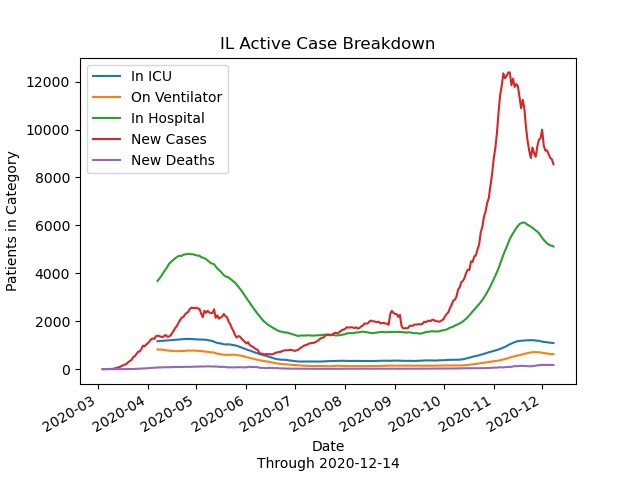 IL Active Case Breakdown
In ICU
On Ventilator
In Hospital
New Cases
New Deaths
Patients in Category
12000
10000
8000
6000
4000
2000
0
2020-03
2020-04
2020-05
2020-06
2020-07
2020-08
2020-09
2020-10
2020-11
2020-12
Date
Through 2020-12-14